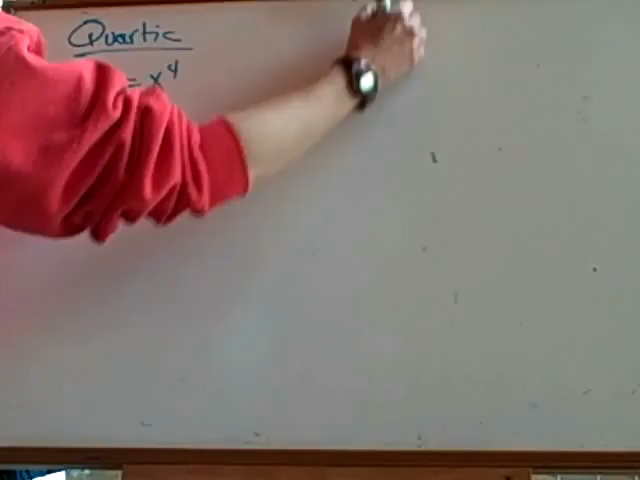 Quartic
= x⁴